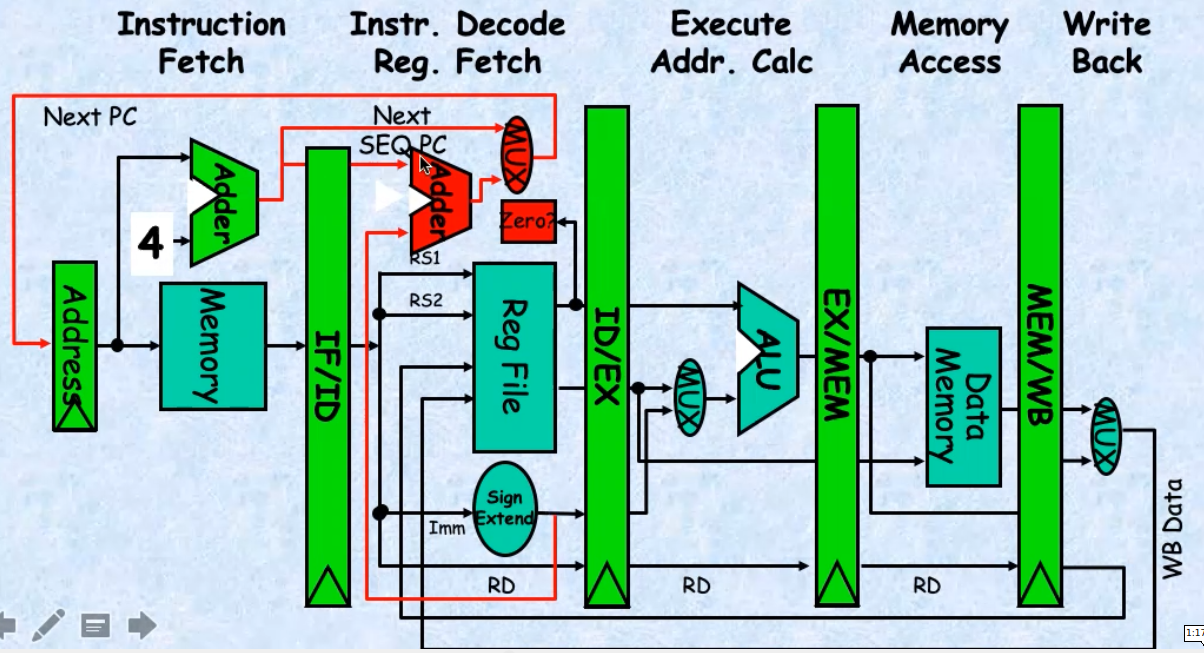 Instruction
Fetch
Instr. Decode
Reg. Fetch
Execute
Addr. Calc
Memory
Access
Write
Back
Next PC
Next
SEQ PC
MUX
Adder
Adder
Zero?
4
RS1
RS2
Address
Memory
IF/ID
Reg File
ID/EX
ALU
MUX
EX/MEM
Data
Memory
MEM/WB
MUX
Sign
Extend
Imm
WB Data
RD
RD
RD